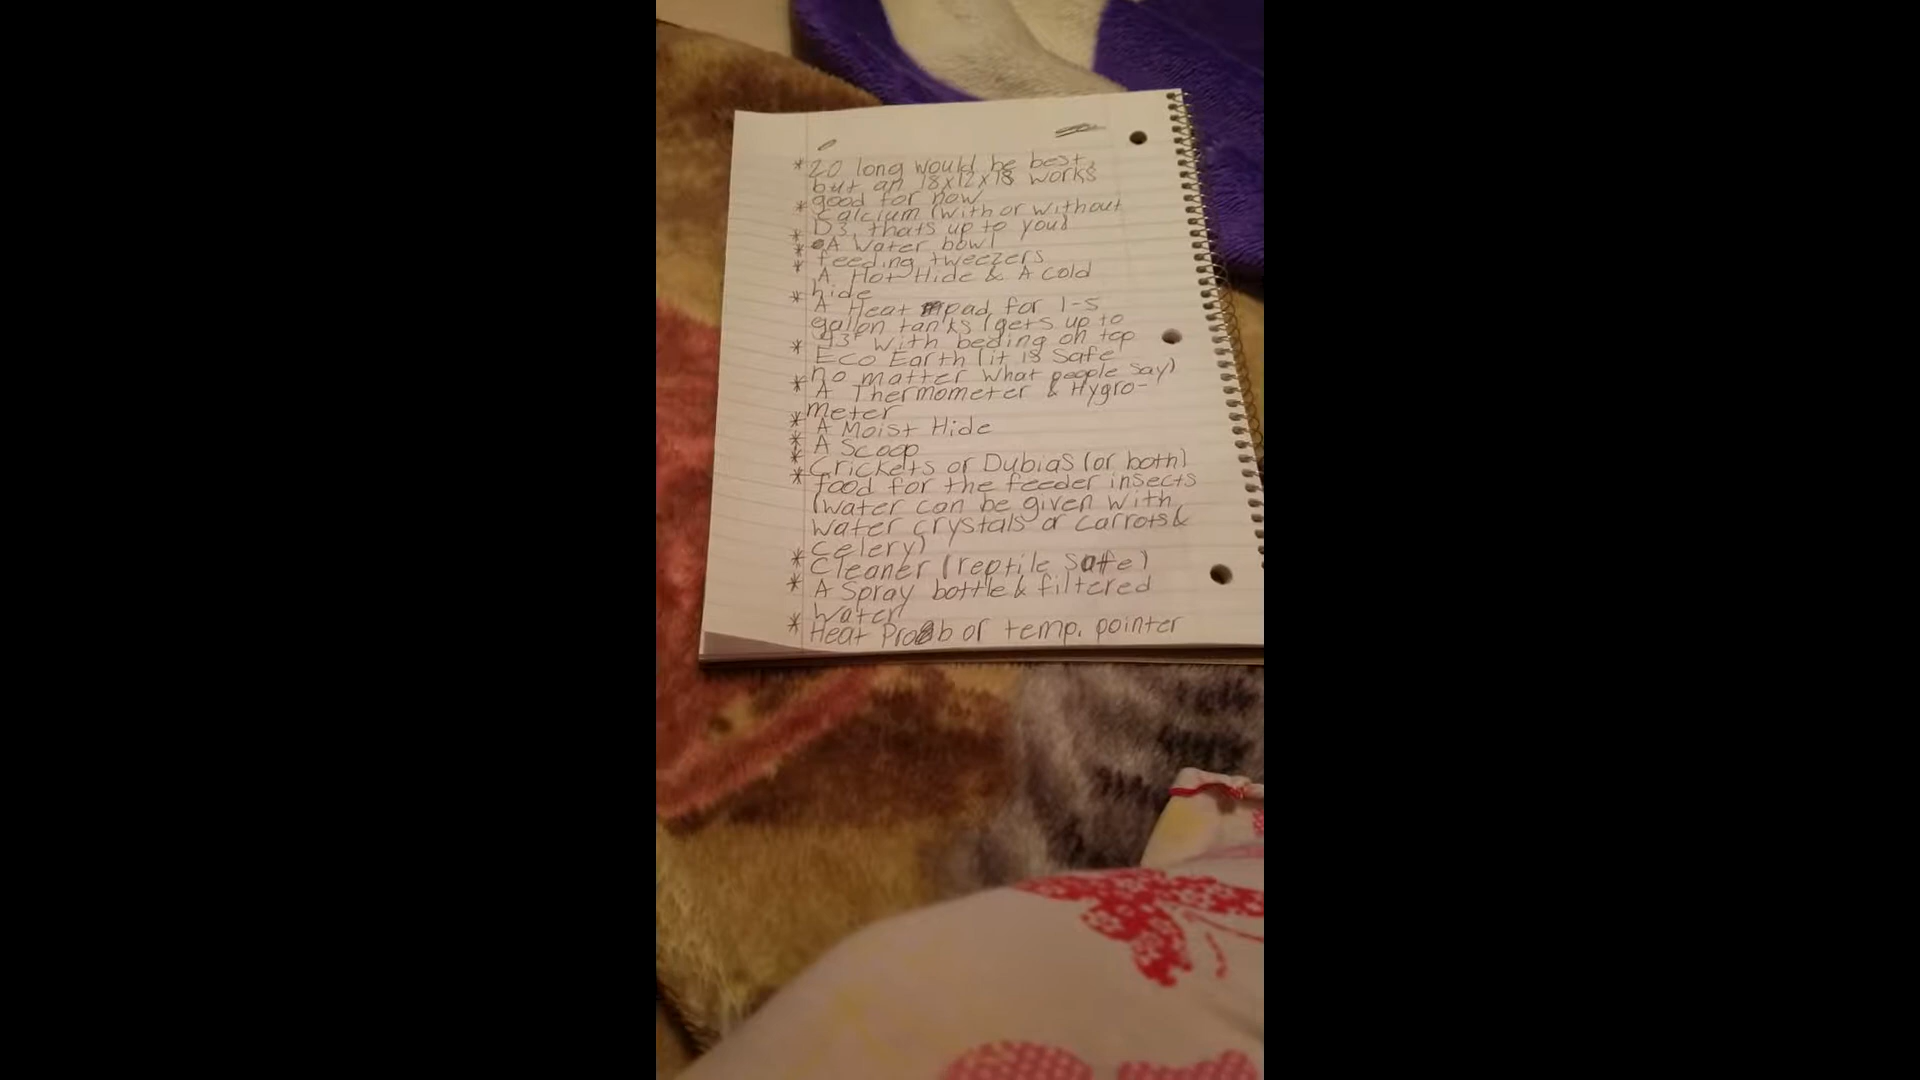 * 20 long would be best,
but an 18x12x18 works
good for now
* Calcium (with or without
D3, thats up to you)
* A Water bowl
* feeding tweezers
* A Hot Hide & A cold
hide
* A Heat pad for 1-5
gallon tanks (gets up to
93° with beding on top
* Eco Earth (it is safe
no matter what people say)
* A Thermometer & Hygro-
meter
* A Moist Hide
* A Scoop
* Crickets or Dubias (or both)
* food for the feeder insects
(water can be given with
water crystals or carrots &
celery)
* Cleaner (reptile safe)
* A Spray bottle & filtered
water
* Heat Prob or temp. pointer